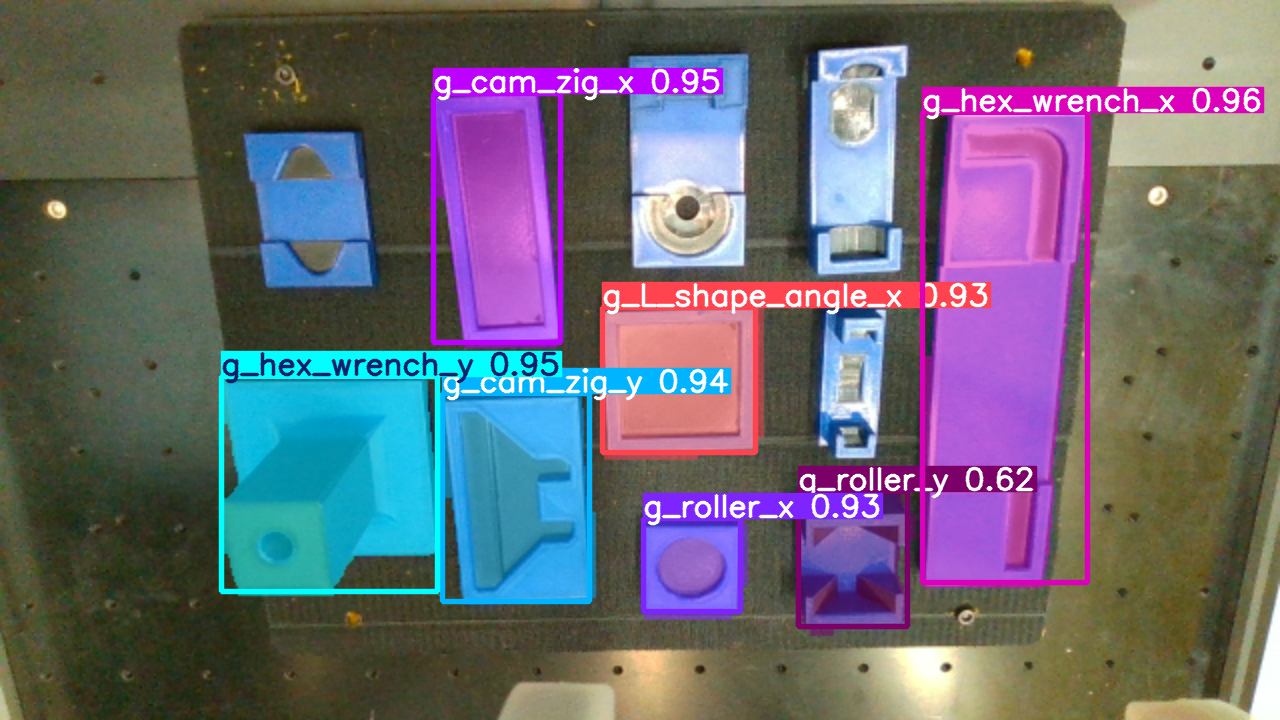 g_cam_zig_x 0.95
g_hex_wrench_x 0.96
g_L_shape_angle_x 0.93
g_hex_wrench_y 0.95
g_cam_zig_y 0.94
g_roller_y 0.62
g_roller_x 0.93